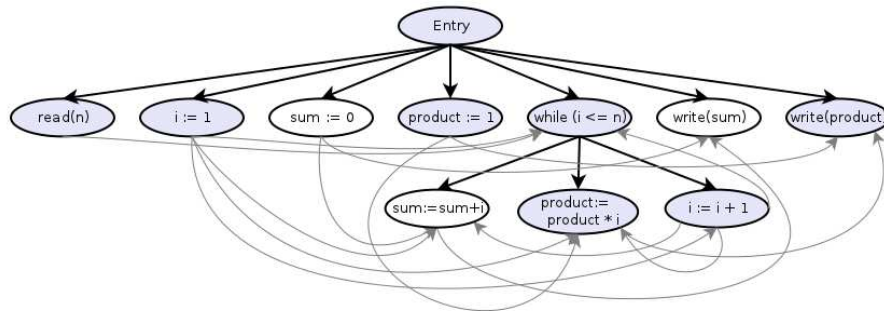 Entry
read(n)
i := 1
sum := 0
product := 1
while (i <= n)
write(sum)
write(product)
sum:=sum+i
product:=
product * i
i := i + 1